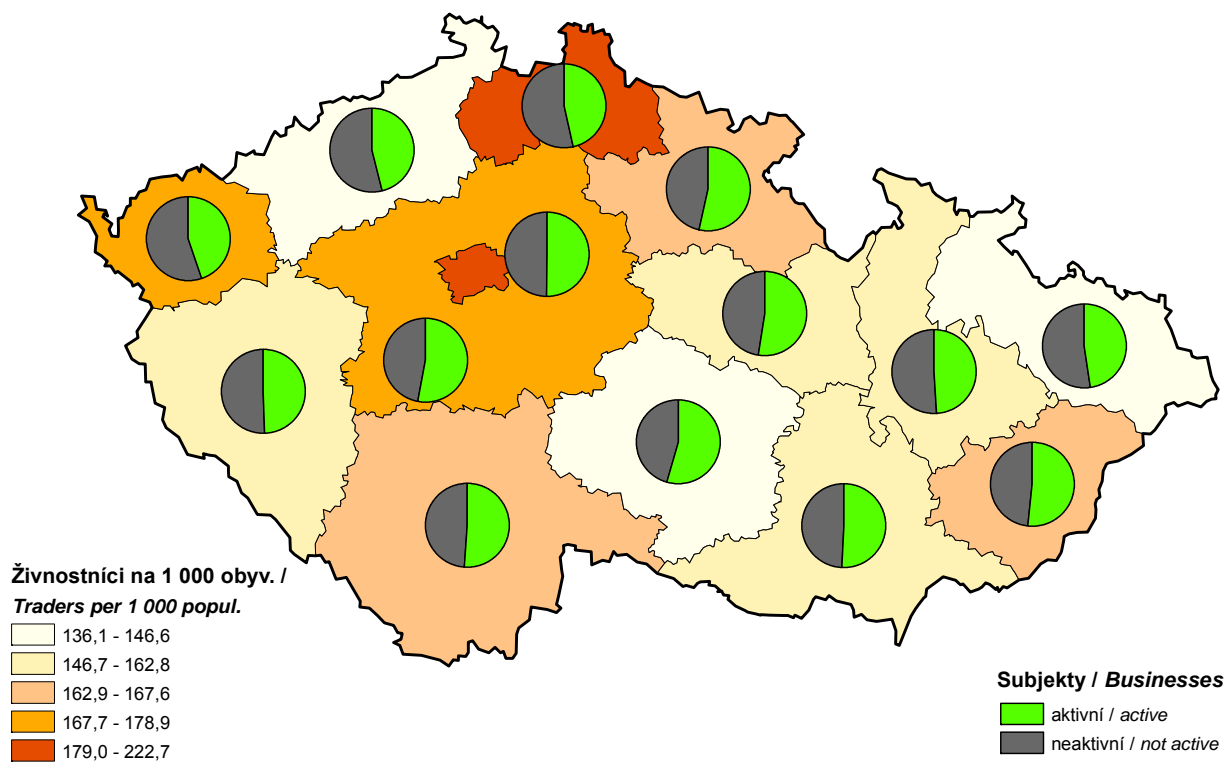 Živnostníci na 1 000 obyv. /
Traders per 1 000 popul.
136,1 - 146,6
146,7 - 162,8
162,9 - 167,6
167,7 - 178,9
179,0 - 222,7
Subjekty / Businesses
aktivní / active
neaktivní / not active